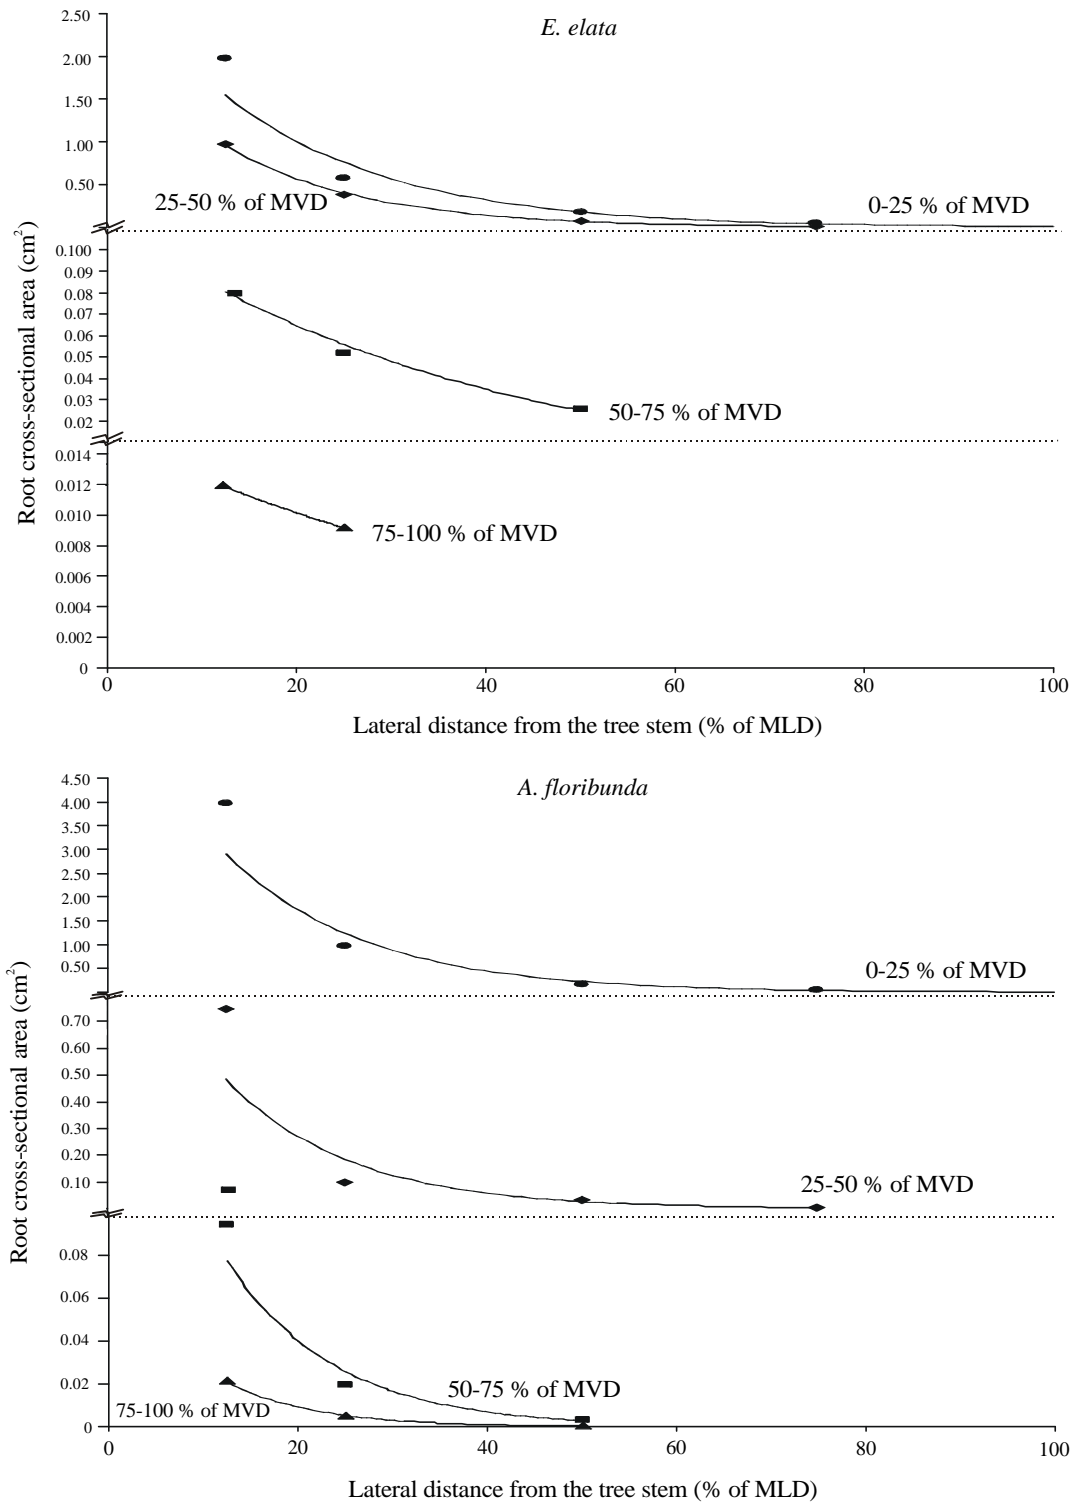 E. elata
2.50
2.00
1.50
1.00
0.50
25-50 % of MVD
0-25 % of MVD
0.100
0.09
0.08
0.07
0.06
0.05
0.04
0.03
0.02
50-75 % of MVD
0.014
0.012
0.010
0.008
0.006
0.004
0.002
0
75-100 % of MVD
Root cross-sectional area (cm²)
0 20 40 60 80 100
Lateral distance from the tree stem (% of MLD)
A. floribunda
4.50
4.00
3.50
3.00
2.50
2.00
1.50
1.00
0.50
0-25 % of MVD
0.70
0.60
0.50
0.40
0.30
0.20
0.10
25-50 % of MVD
0.08
0.06
0.04
0.02
0
50-75 % of MVD
75-100 % of MVD
Root cross-sectional area (cm²)
0 20 40 60 80 100
Lateral distance from the tree stem (% of MLD)